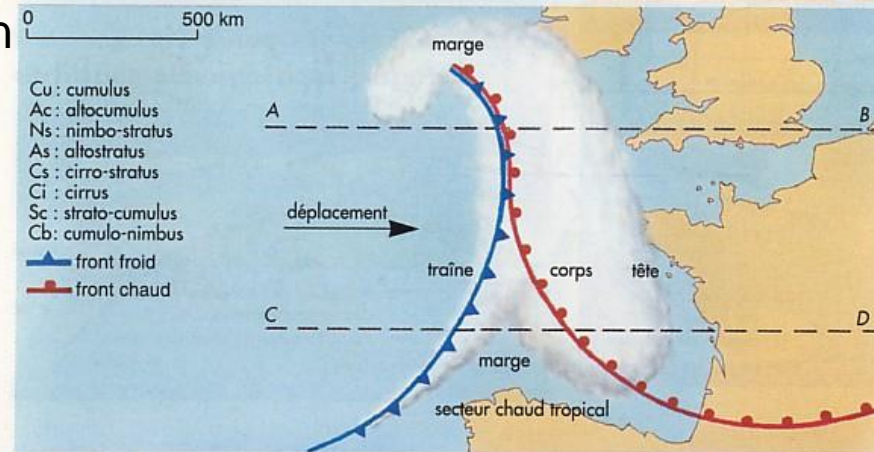 n
0 500 km
Cu : cumulus
Ac : altocumulus
Ns : nimbo-stratus
As : altostratus
Cs : cirro-stratus
Ci : cirrus
Sc : strato-cumulus
Cb : cumulo-nimbus
front froid
front chaud
marge
A B
déplacement
traîne corps tête
C D
marge
secteur chaud tropical